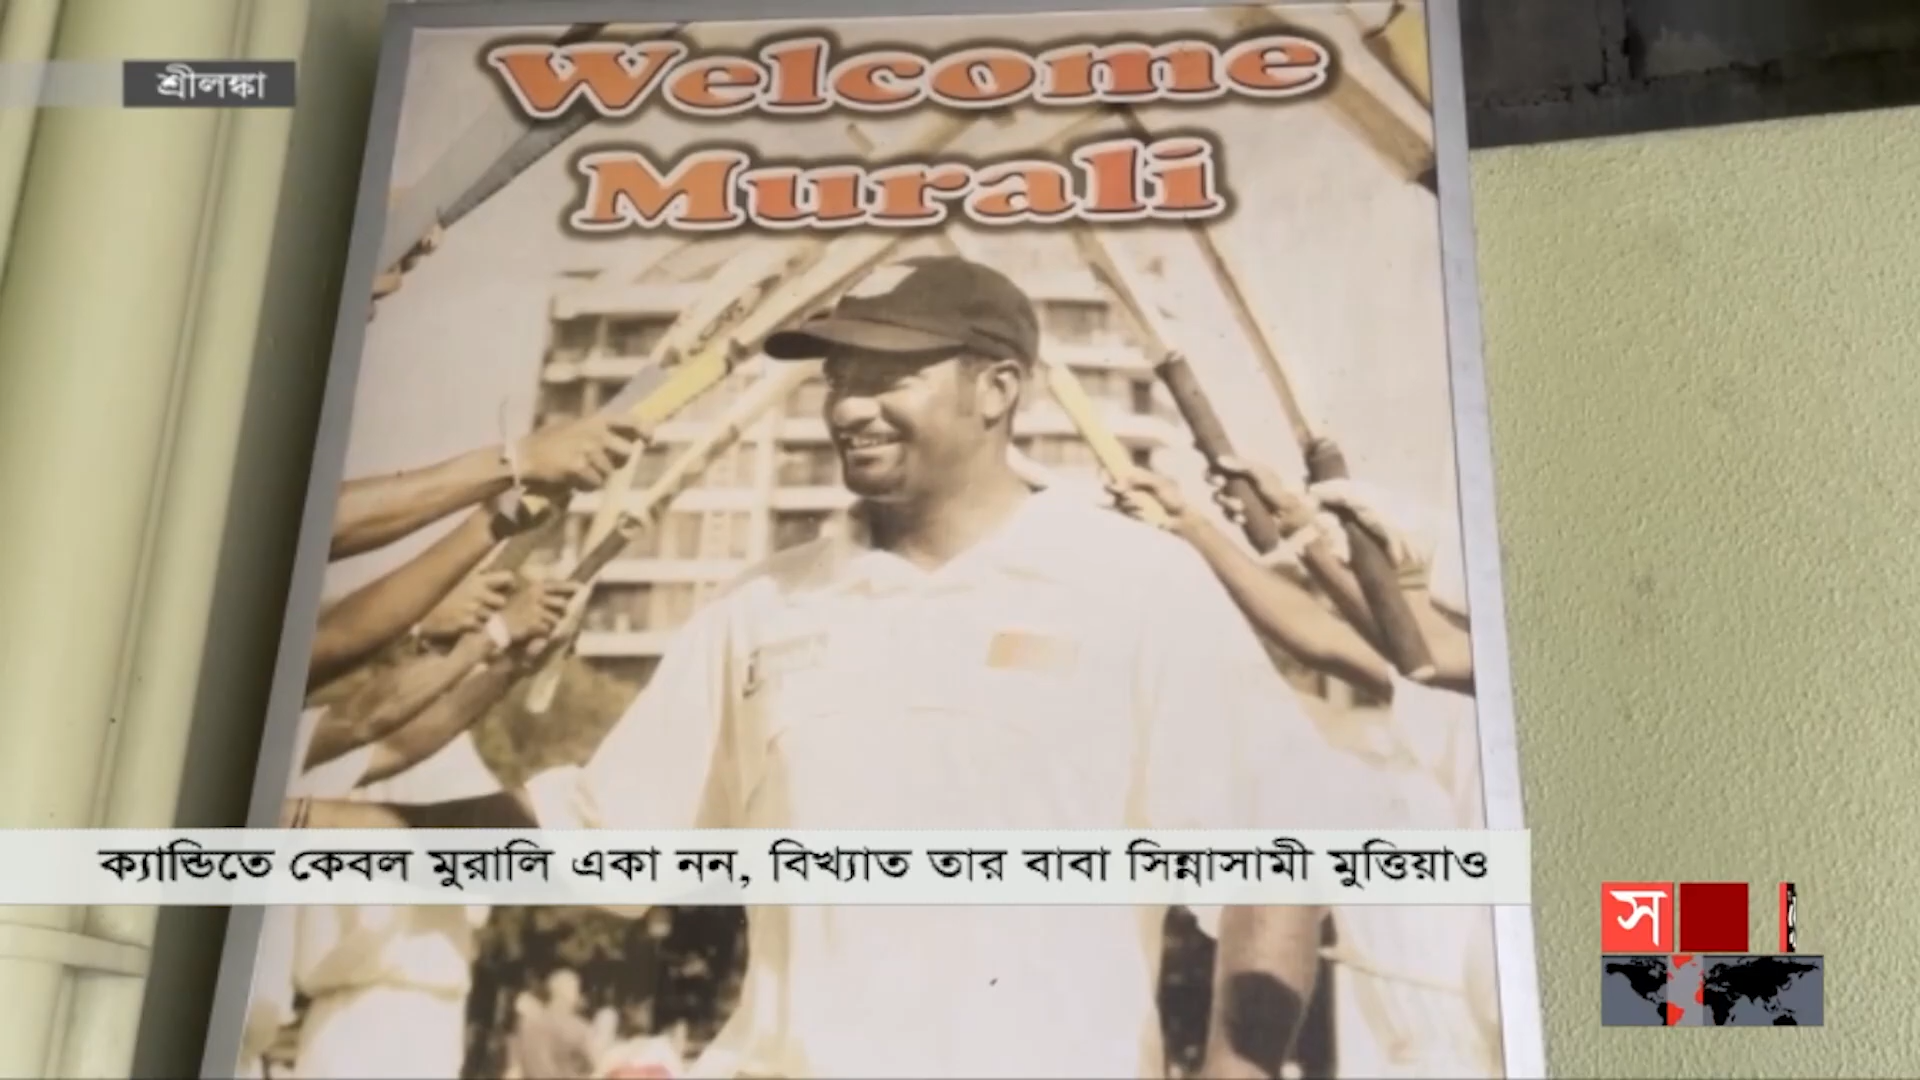 শ্রীলঙ্কা
Welcome
Murali
ক্যান্ডিতে কেবল মুরালি একা নন, বিখ্যাত তার বাবা সিন্নাসামী মুত্তিয়াও
স